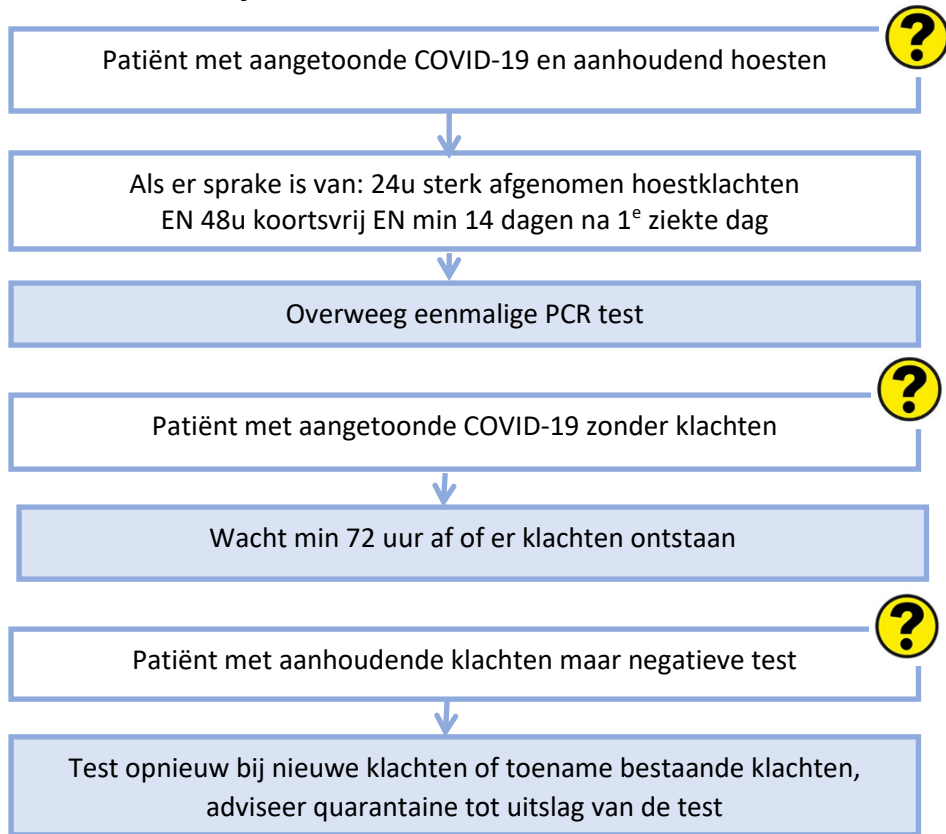 ?
Patiënt met aangetoonde COVID-19 en aanhoudend hoesten
Als er sprake is van: 24u sterk afgenomen hoestklachten
EN 48u koortsvrij EN min 14 dagen na 1e ziekte dag
Overweeg eenmalige PCR test
?
Patiënt met aangetoonde COVID-19 zonder klachten
Wacht min 72 uur af of er klachten ontstaan
?
Patiënt met aanhoudende klachten maar negatieve test
Test opnieuw bij nieuwe klachten of toename bestaande klachten,
adviseer quarantaine tot uitslag van de test